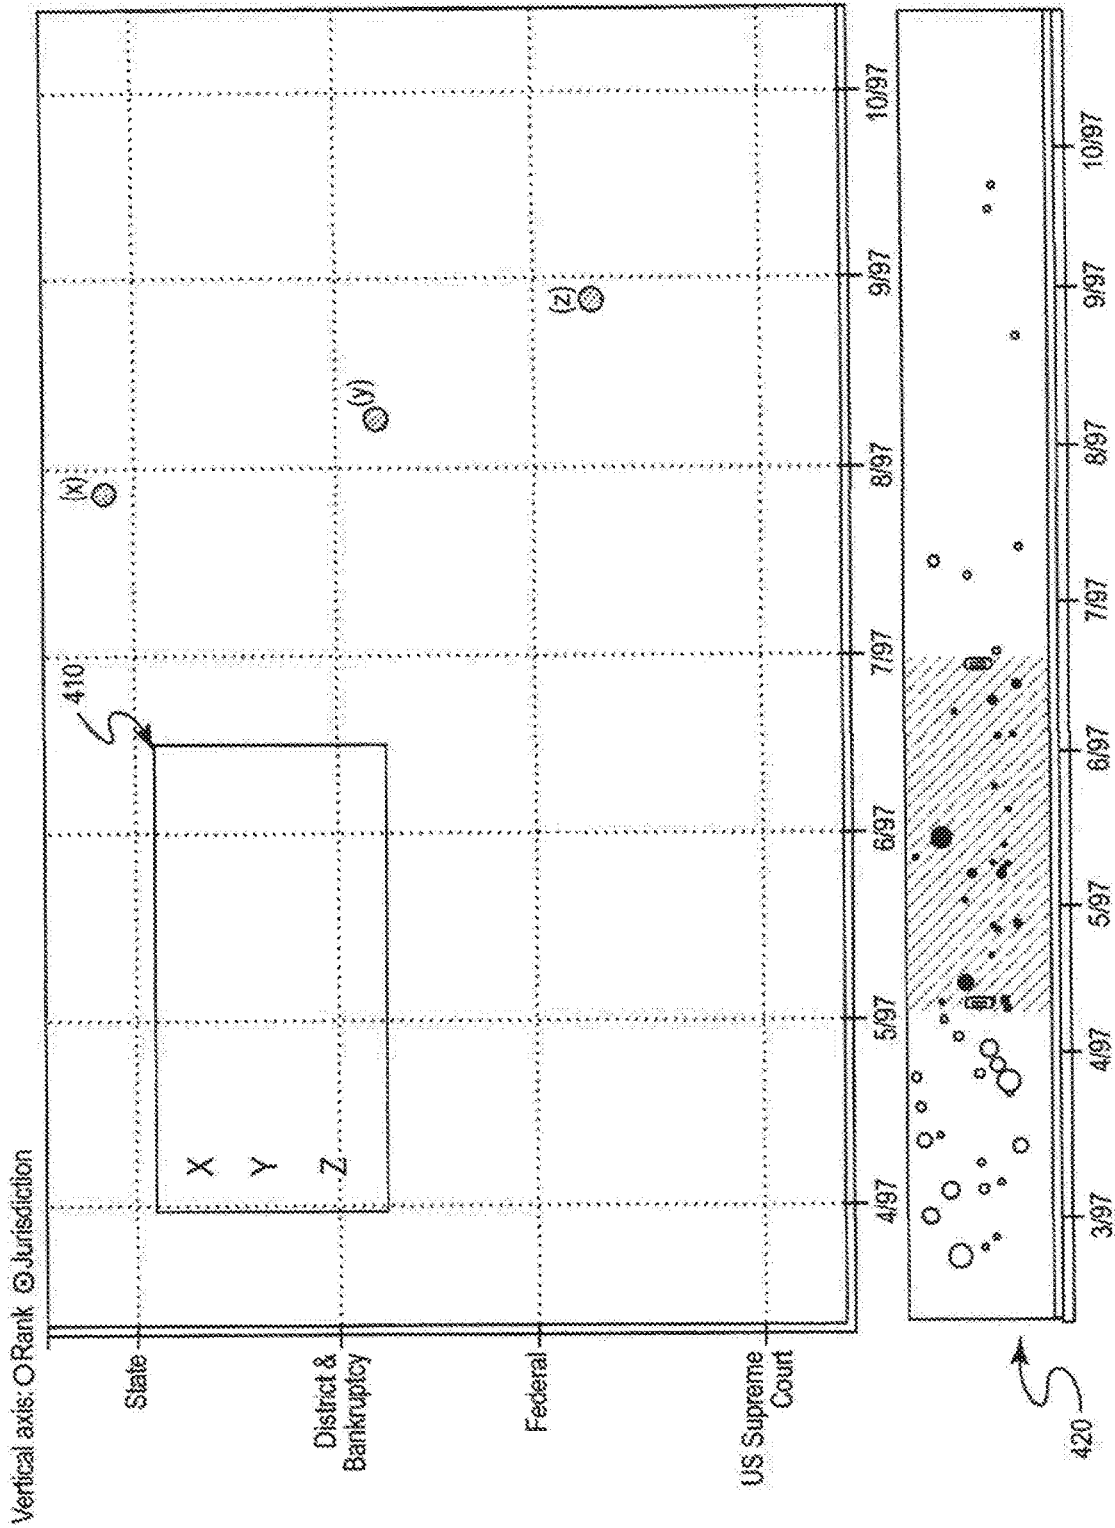 Vertical axis: O Rank ⊙ Jurisdiction
State
District &
Bankruptcy
Federal
US Supreme
Court
410
X
Y
Z
(x)
(y)
(z)
4/97 5/97 6/97 7/97 8/97 9/97 10/97
420
3/97 4/97 5/97 6/97 7/97 8/97 9/97 10/97